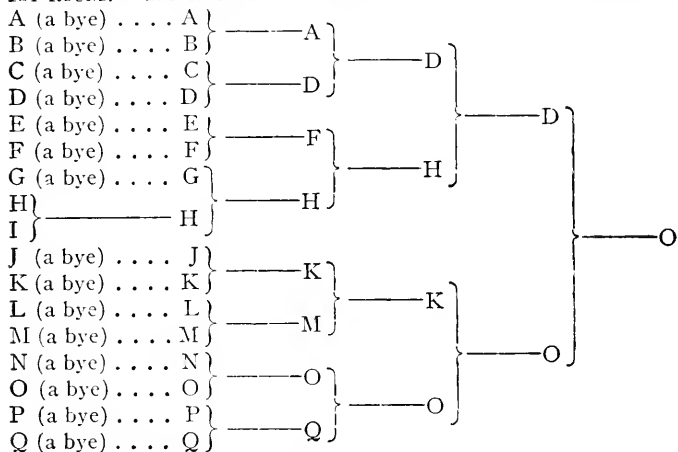 A (a bye) .... A
A
B (a bye) .... B
D
C (a bye) .... C
D
D (a bye) .... D
D
E (a bye) .... E
F
F (a bye) .... F
H
G (a bye) .... G
H
H
I
H
O
J (a bye) .... J
K
K (a bye) .... K
K
L (a bye) .... L
M
M (a bye) .... M
O
N (a bye) .... N
O
O (a bye) .... O
O
P (a bye) .... P
Q
Q (a bye) .... Q